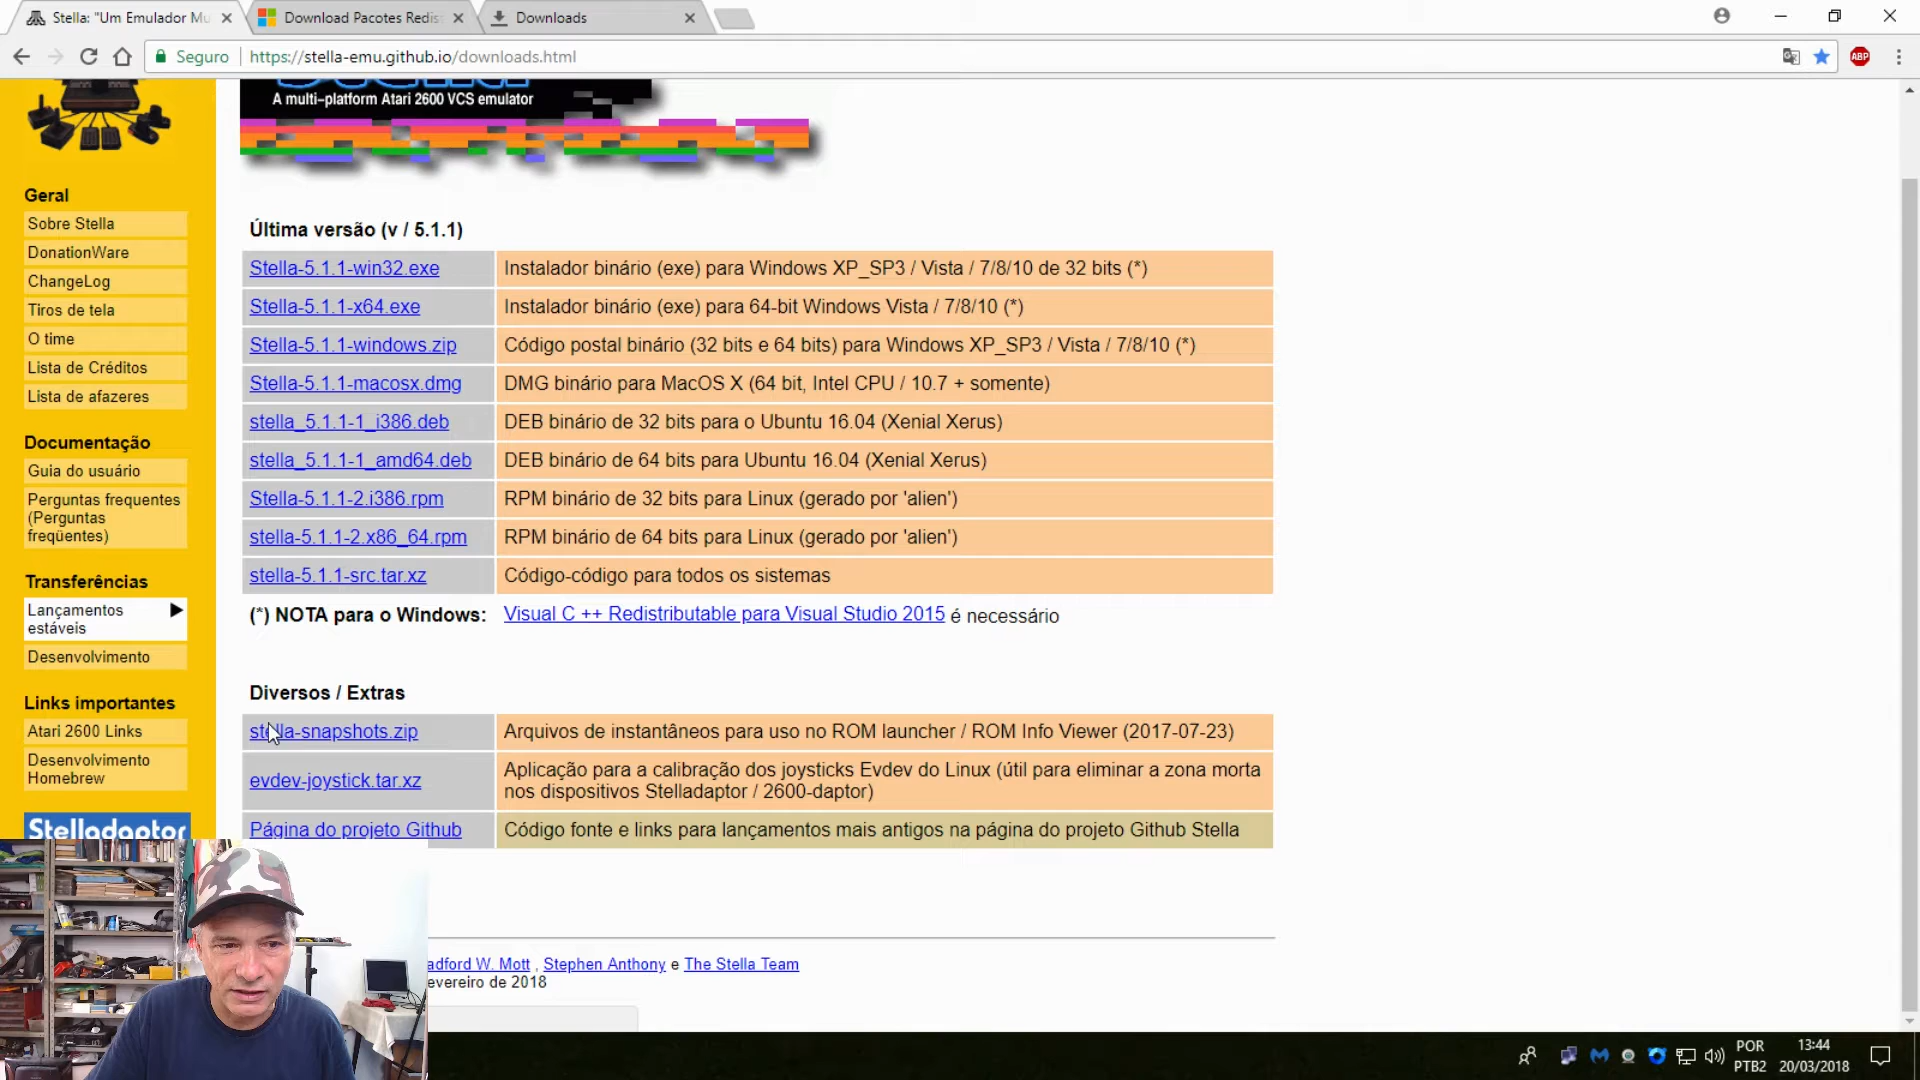 Stella: "Um Emulador Mu
Download Pacotes Redis
Downloads
Seguro
https://stella-emu.github.io/downloads.html
ABP
A multi-platform Atari 2600 VCS emulator
Geral
Sobre Stella
DonationWare
ChangeLog
Tiros de tela
O time
Lista de Créditos
Lista de afazeres
Documentação
Guia do usuário
Perguntas frequentes
(Perguntas
freqüentes)
Transferências
Lançamentos
estáveis
Desenvolvimento
Links importantes
Atari 2600 Links
Desenvolvimento
Homebrew
Stelladaptor
Última versão (v / 5.1.1)
Stella-5.1.1-win32.exe Instalador binário (exe) para Windows XP_SP3 / Vista / 7/8/10 de 32 bits (*)
Stella-5.1.1-x64.exe Instalador binário (exe) para 64-bit Windows Vista / 7/8/10 (*)
Stella-5.1.1-windows.zip Código postal binário (32 bits e 64 bits) para Windows XP_SP3 / Vista / 7/8/10 (*)
Stella-5.1.1-macosx.dmg DMG binário para MacOS X (64 bit, Intel CPU / 10.7 + somente)
stella_5.1.1-1_i386.deb DEB binário de 32 bits para o Ubuntu 16.04 (Xenial Xerus)
stella_5.1.1-1_amd64.deb DEB binário de 64 bits para Ubuntu 16.04 (Xenial Xerus)
Stella-5.1.1-2.i386.rpm RPM binário de 32 bits para Linux (gerado por 'alien')
stella-5.1.1-2.x86_64.rpm RPM binário de 64 bits para Linux (gerado por 'alien')
stella-5.1.1-src.tar.xz Código-código para todos os sistemas
(*) NOTA para o Windows: Visual C ++ Redistributable para Visual Studio 2015 é necessário
Diversos / Extras
stella-snapshots.zip Arquivos de instantâneos para uso no ROM launcher / ROM Info Viewer (2017-07-23)
evdev-joystick.tar.xz Aplicação para a calibração dos joysticks Evdev do Linux (útil para eliminar a zona morta
nos dispositivos Stelladaptor / 2600-daptor)
Página do projeto Github Código fonte e links para lançamentos mais antigos na página do projeto Github Stella
adford W. Mott , Stephen Anthony e The Stella Team
evereiro de 2018
POR
PTB2
13:44
20/03/2018